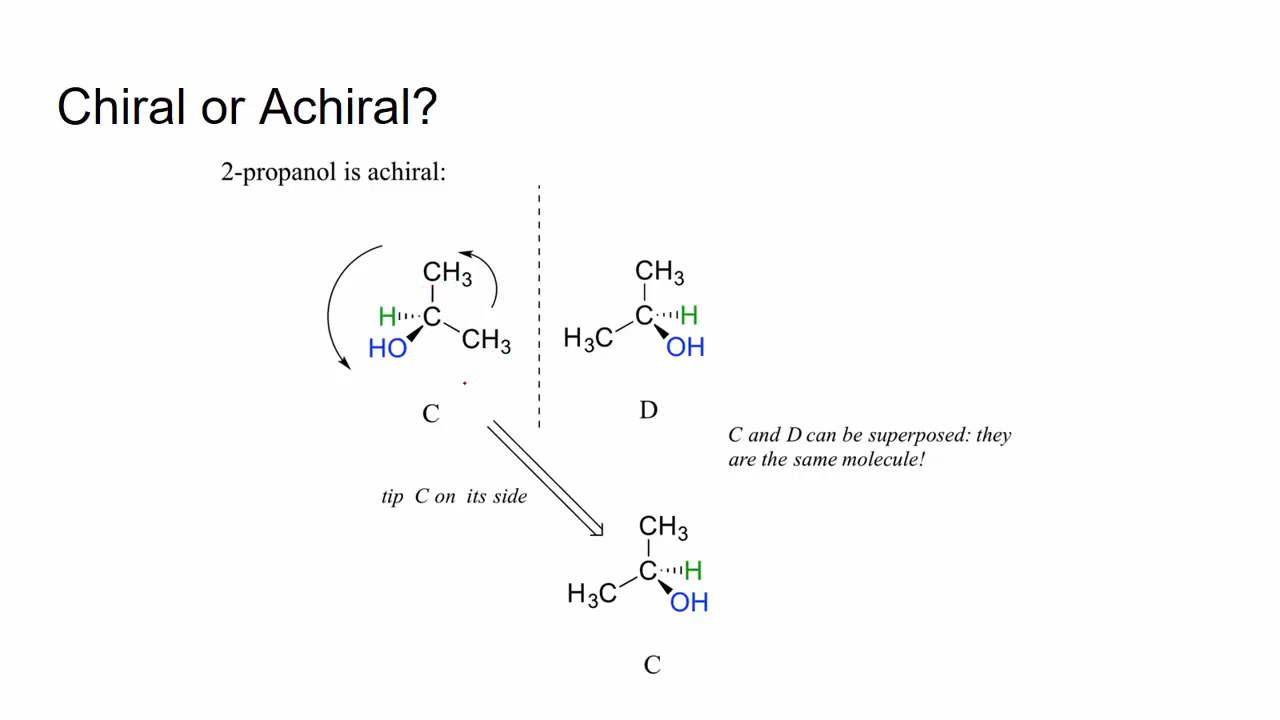 Chiral or Achiral?
2-propanol is achiral:
CH₃
H C
HO CH₃
C
CH₃
C H
H₃C OH
D
C and D can be superposed: they
are the same molecule!
tip C on its side
CH₃
C H
H₃C OH
C